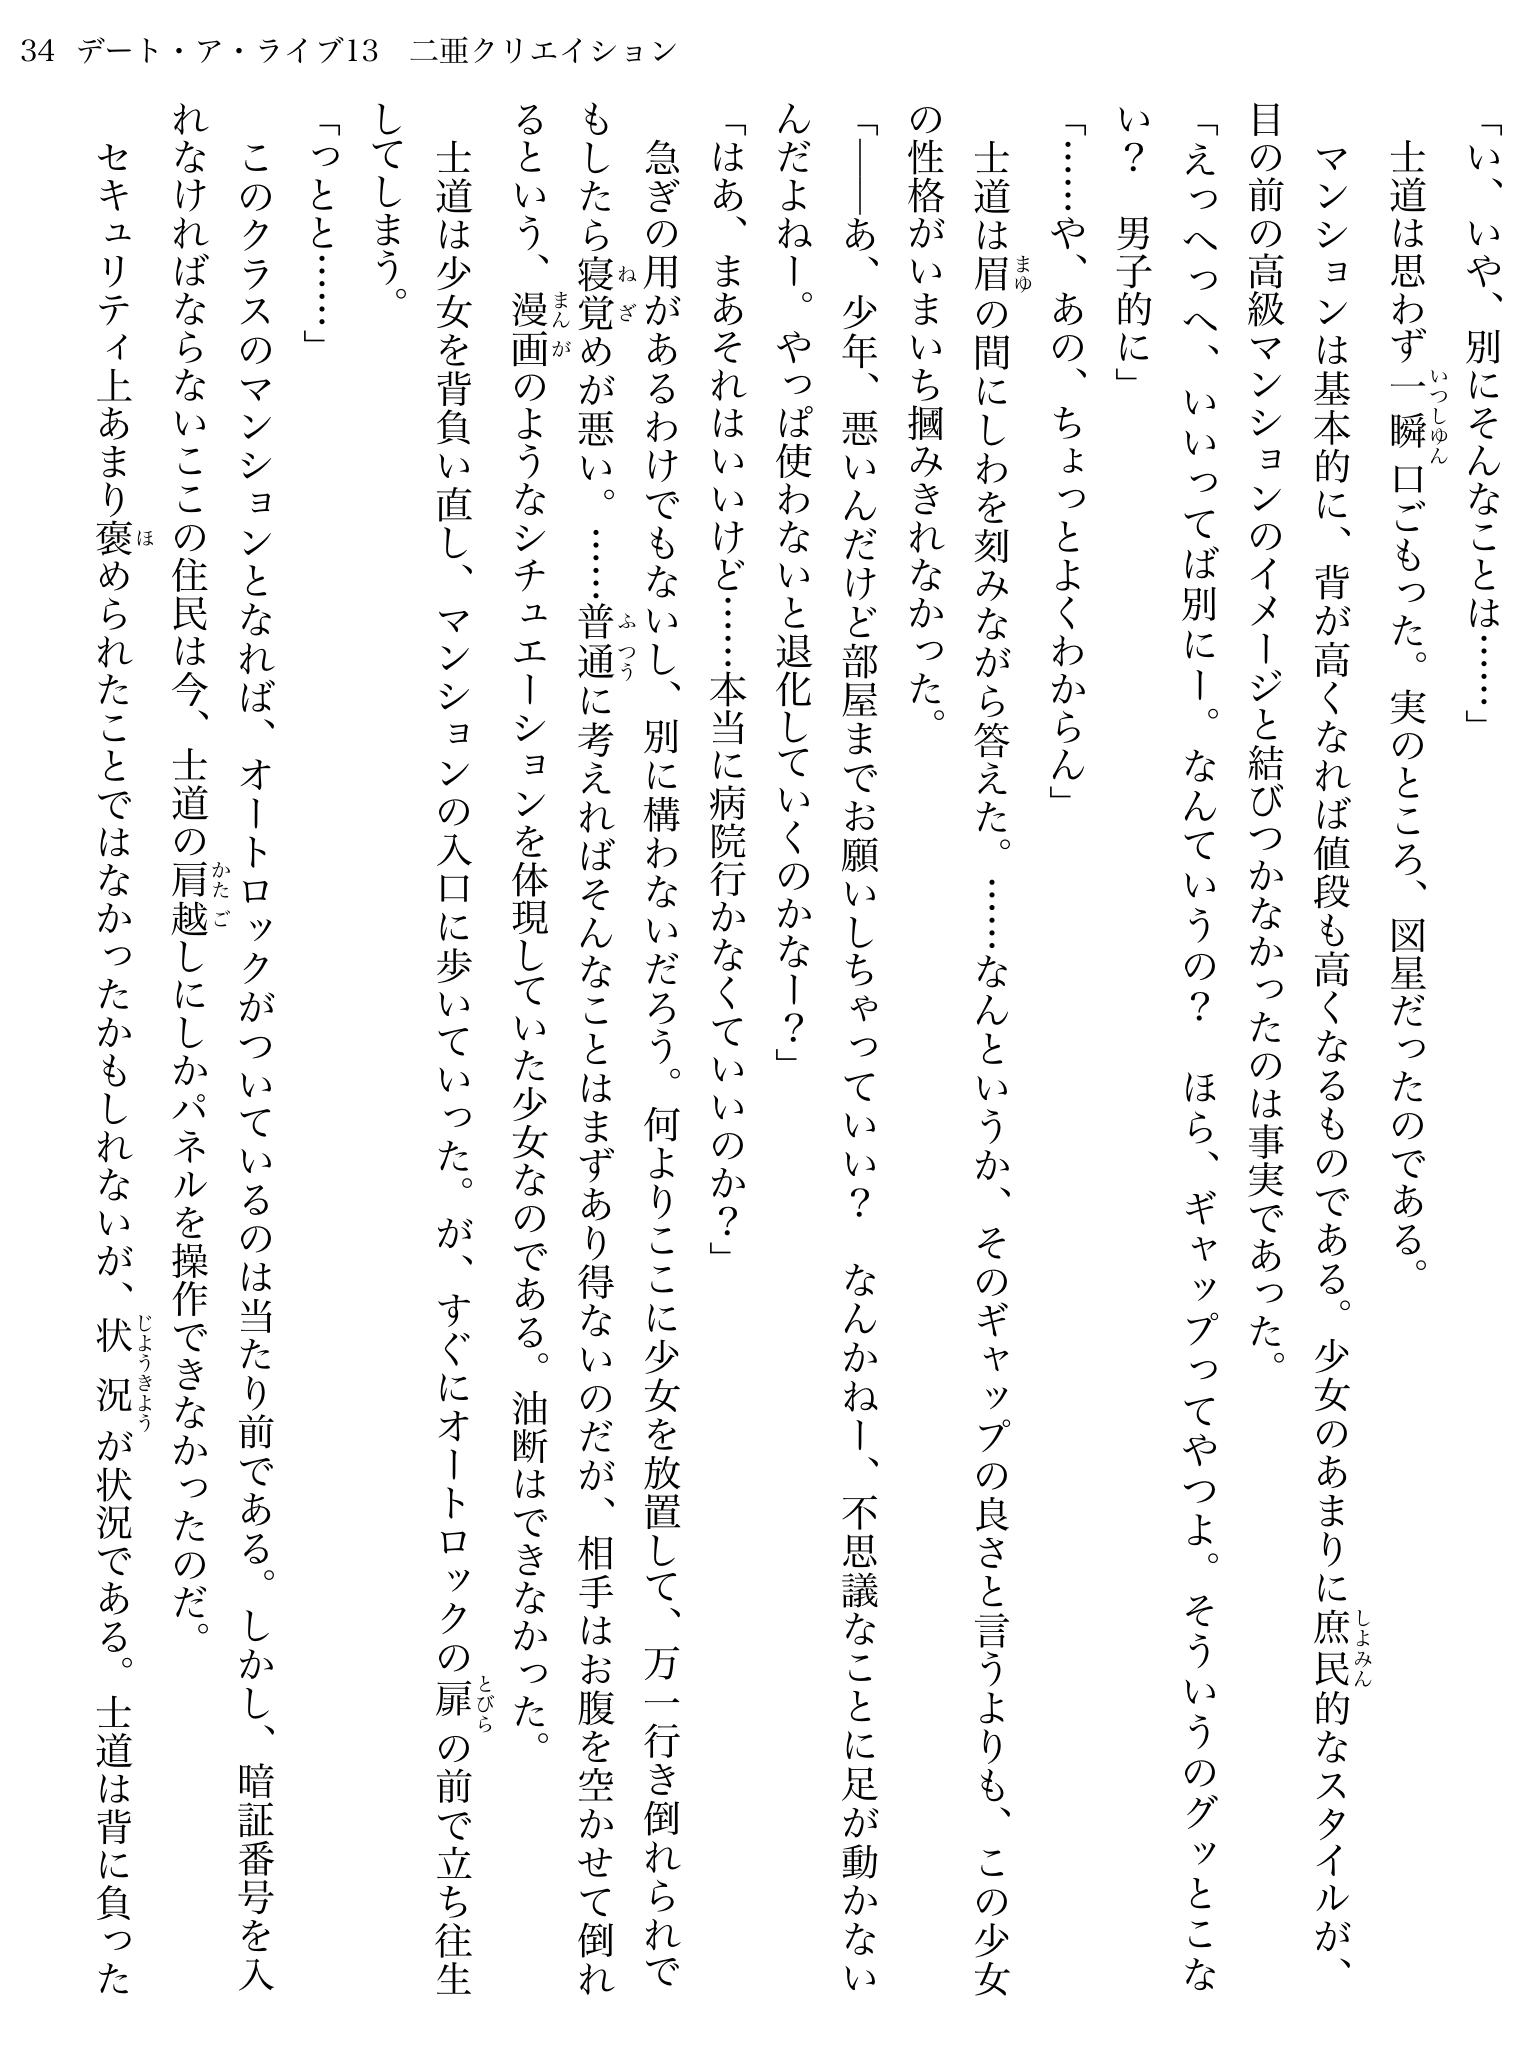 34 デート・ア・ライブ13　二亜クリエイション
「い、いや、別にそんなことは……」
　士道は思わず一瞬口ごもった。実のところ、図星だったのである。
　マンションは基本的に、背が高くなれば値段も高くなるものである。少女のあまりに庶民的なスタイルが、
目の前の高級マンションのイメージと結びつかなかったのは事実であった。
「えっへっへ、いいってば別にー。なんていうの？　ほら、ギャップってやつよ。そういうのグッとこな
い？　男子的に」
「……や、あの、ちょっとよくわからん」
　士道は眉の間にしわを刻みながら答えた。……なんというか、そのギャップの良さと言うよりも、この少女
の性格がいまいち摑みきれなかった。
「――あ、少年、悪いんだけど部屋までお願いしちゃっていい？　なんかねー、不思議なことに足が動かない
んだよねー。やっぱ使わないと退化していくのかなー？」
「はあ、まあそれはいいけど……本当に病院行かなくていいのか？」
　急ぎの用があるわけでもないし、別に構わないだろう。何よりここに少女を放置して、万一行き倒れられで
もしたら寝覚めが悪い。……普通に考えればそんなことはまずあり得ないのだが、相手はお腹を空かせて倒れ
るという、漫画のようなシチュエーションを体現していた少女なのである。油断はできなかった。
　士道は少女を背負い直し、マンションの入口に歩いていった。が、すぐにオートロックの扉の前で立ち往生
してしまう。
「っとと……」
　このクラスのマンションとなれば、オートロックがついているのは当たり前である。しかし、暗証番号を入
れなければならないここの住民は今、士道の肩越しにしかパネルを操作できなかったのだ。
　セキュリティ上あまり褒められたことではなかったかもしれないが、状況が状況である。士道は背に負った